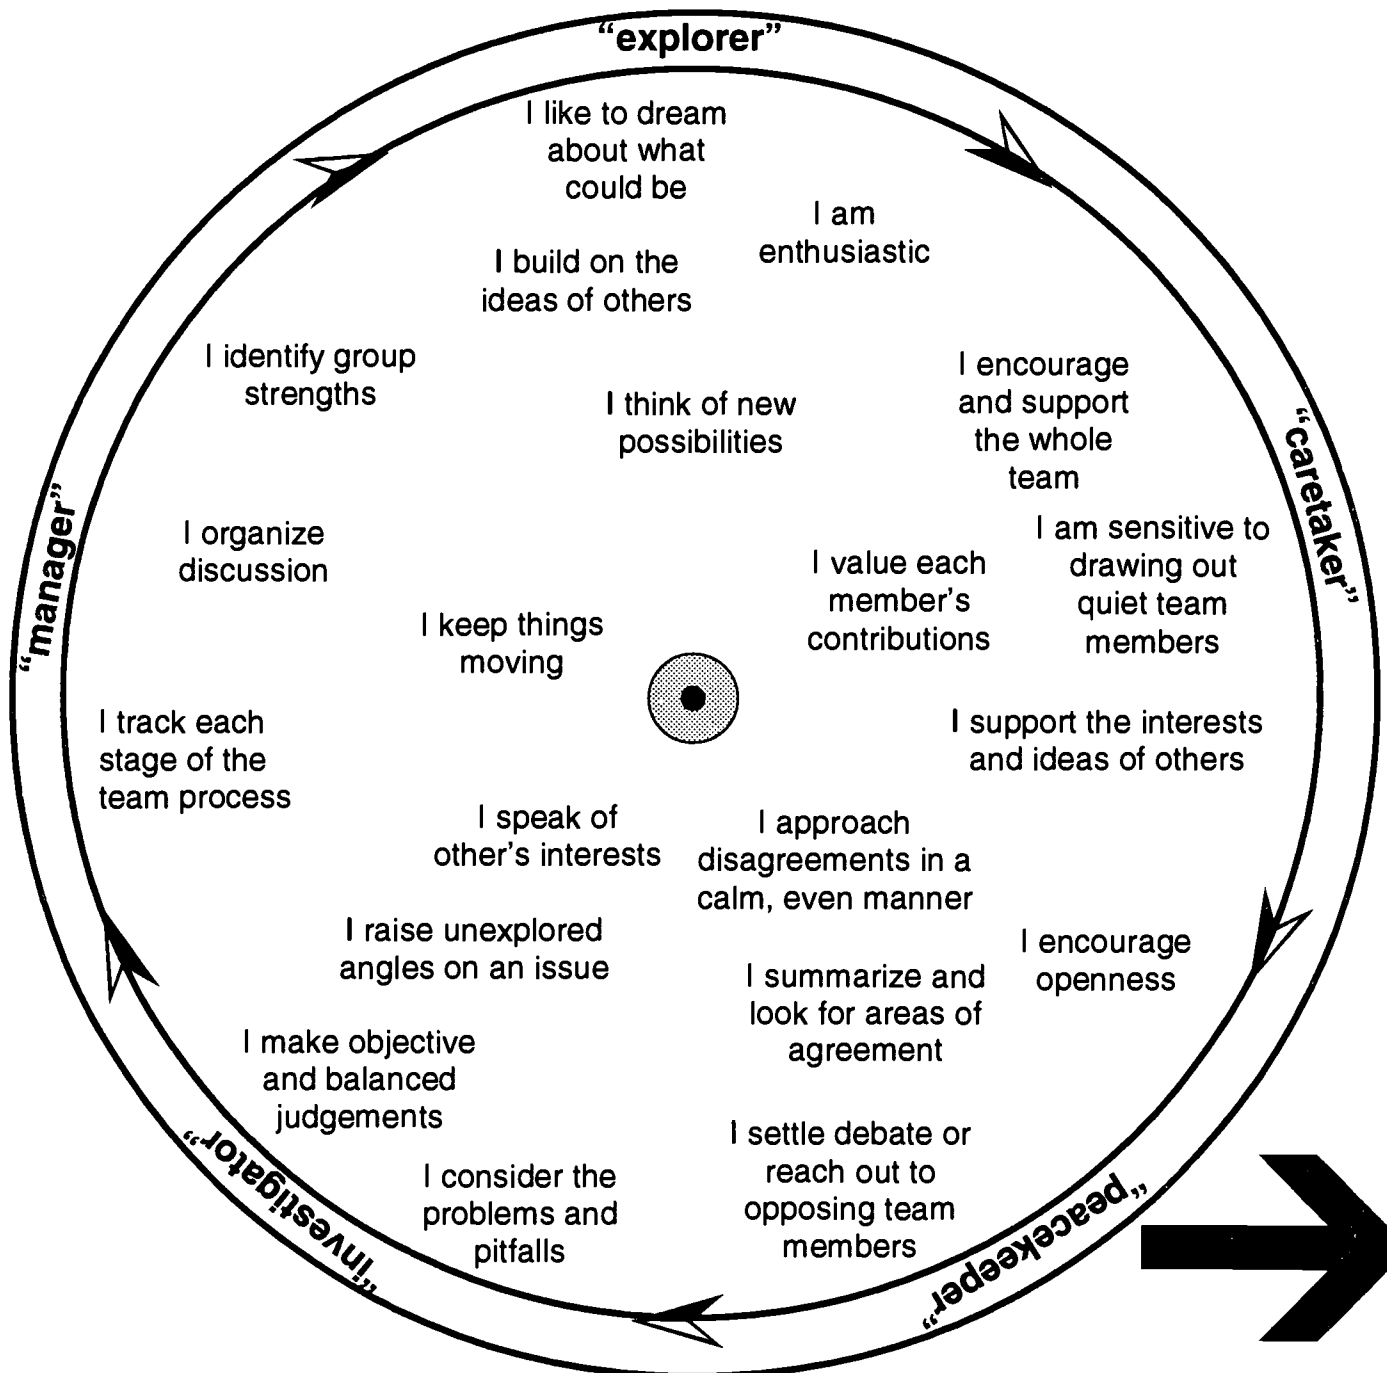 “explorer”
I like to dream
about what
could be
I am
enthusiastic
I build on the
ideas of others
I identify group
strengths
I think of new
possibilities
I encourage
and support
the whole
team
“caretaker”
“manager”
I organize
discussion
I value each
member’s
contributions
I am sensitive to
drawing out
quiet team
members
I keep things
moving
I track each
stage of the
team process
I support the interests
and ideas of others
I speak of
other’s interests
I approach
disagreements in a
calm, even manner
I raise unexplored
angles on an issue
I encourage
openness
I summarize and
look for areas of
agreement
I make objective
and balanced
judgements
I settle debate or
reach out to
opposing team
members
I consider the
problems and
pitfalls
“investigator”
“peacekeeper”